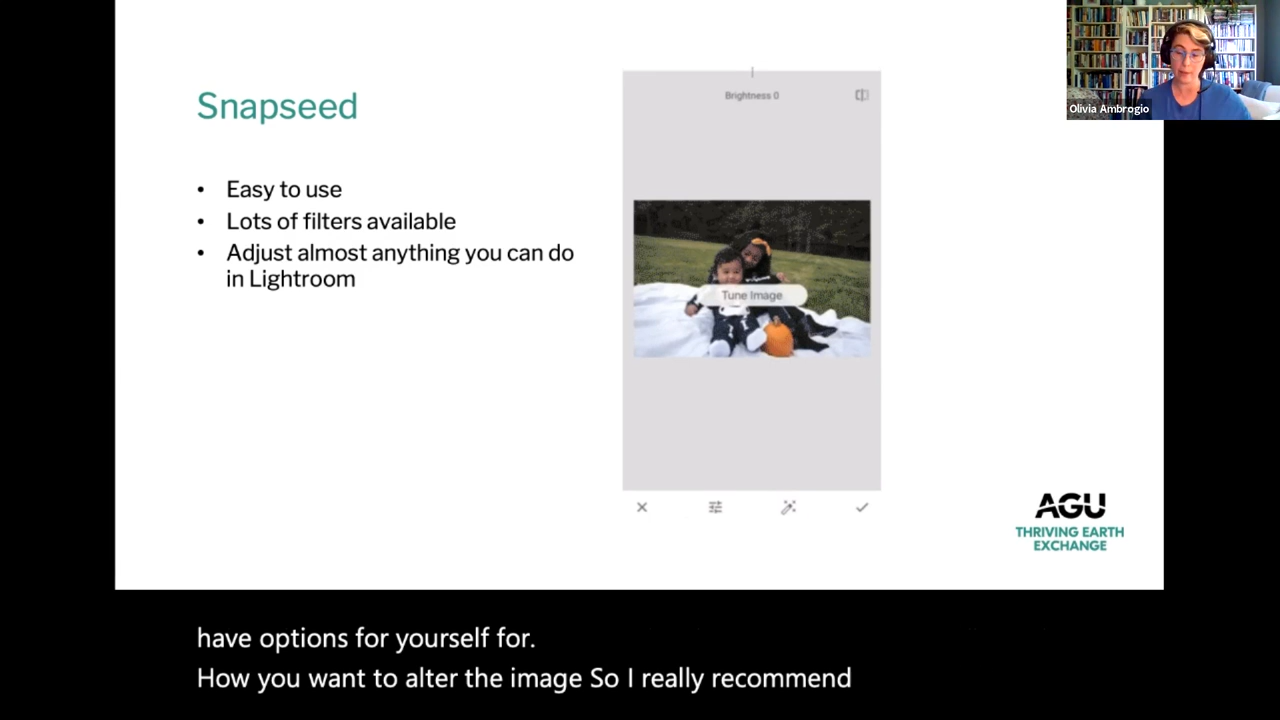 Snapseed
• Easy to use
• Lots of filters available
• Adjust almost anything you can do
in Lightroom
Brightness 0
Tune Image
Olivia Ambrogio
AGU
THRIVING EARTH
EXCHANGE
have options for yourself for.
How you want to alter the image So I really recommend